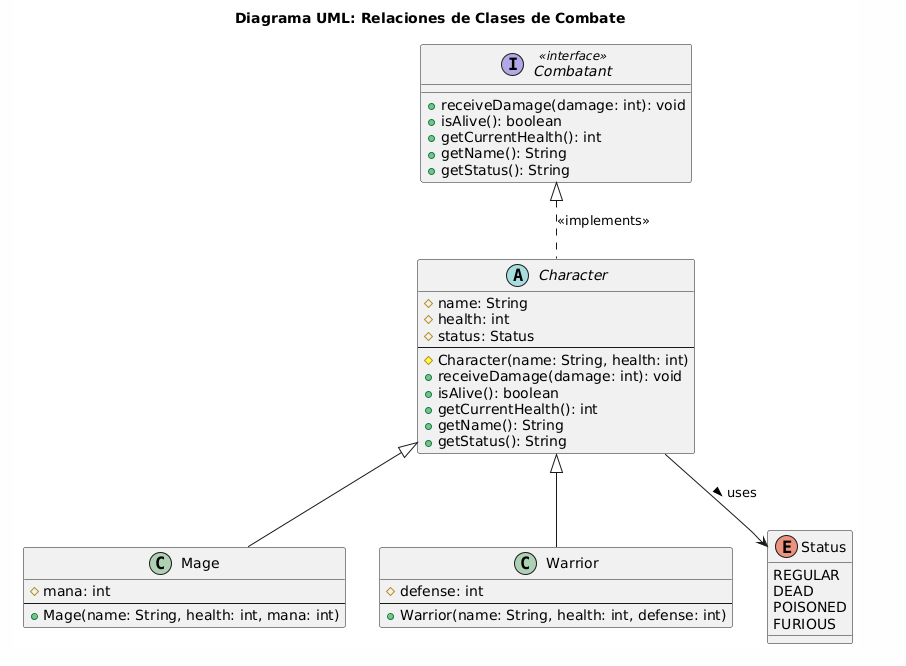 Diagrama UML: Relaciones de Clases de Combate
I
«interface»
Combatant
receiveDamage(damage: int): void
isAlive(): boolean
getCurrentHealth(): int
getName(): String
getStatus(): String
«implements»
A Character
name: String
health: int
status: Status
Character(name: String, health: int)
receiveDamage(damage: int): void
isAlive(): boolean
getCurrentHealth(): int
getName(): String
getStatus(): String
uses
C Mage
mana: int
Mage(name: String, health: int, mana: int)
C Warrior
defense: int
Warrior(name: String, health: int, defense: int)
E Status
REGULAR
DEAD
POISONED
FURIOUS